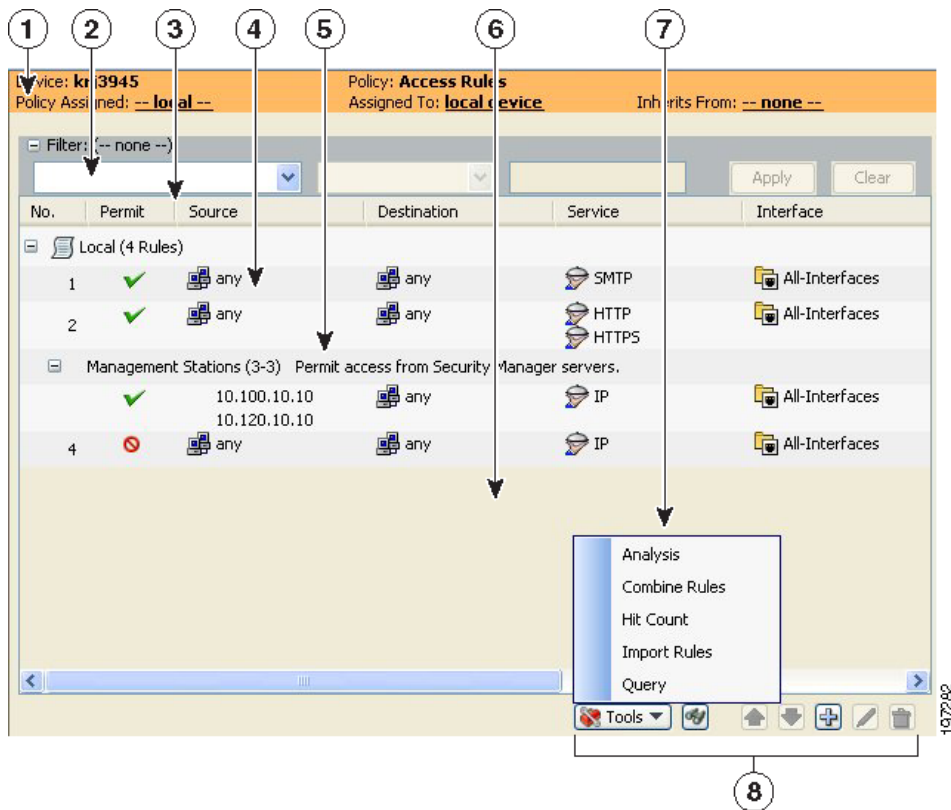 1 2 3 4 5 6 7
Device: knj3945 Policy: Access Rules
Policy Assigned: -- local -- Assigned To: local device Inherits From: -- none --
Filter: (-- none --)
Apply Clear
No. Permit Source Destination Service Interface
Local (4 Rules)
1 any any SMTP All-Interfaces
2 any any HTTP All-Interfaces
HTTPS
Management Stations (3-3) Permit access from Security Manager servers.
10.100.10.10 any IP All-Interfaces
10.120.10.10
4 any any IP All-Interfaces
Analysis
Combine Rules
Hit Count
Import Rules
Query
Tools
197282
8